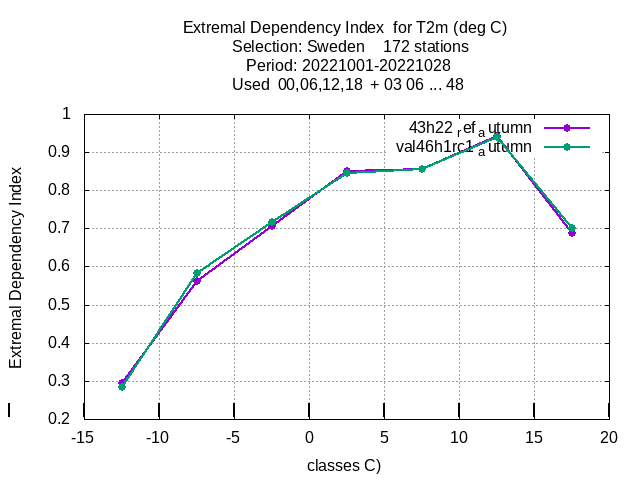 Extremal Dependency Index for T2m (deg C)
Selection: Sweden 172 stations
Period: 20221001-20221028
Used 00,06,12,18 + 03 06 ... 48
43h22_ref_autumn
val46h1rc1_autumn
1
0.9
0.8
0.7
0.6
0.5
0.4
0.3
0.2
Extremal Dependency Index
-15 -10 -5 0 5 10 15 20
classes C)